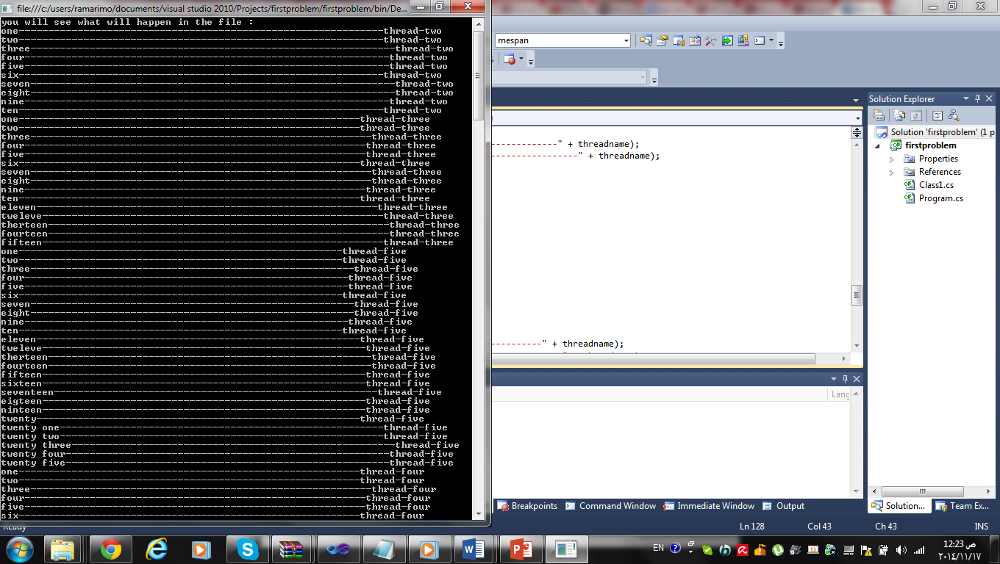 file:///c:/users/ramarimo/documents/visual studio 2010/Projects/firstproblem/firstproblem/bin/De...
you will see what will happen in the file :
one--------------------------------------------------------------thread-two
two--------------------------------------------------------------thread-two
three--------------------------------------------------------------thread-two
four--------------------------------------------------------------thread-two
five--------------------------------------------------------------thread-two
six--------------------------------------------------------------thread-two
seven--------------------------------------------------------------thread-two
eight--------------------------------------------------------------thread-two
nine--------------------------------------------------------------thread-two
ten--------------------------------------------------------------thread-two
one----------------------------------------------------------thread-three
two----------------------------------------------------------thread-three
three----------------------------------------------------------thread-three
four----------------------------------------------------------thread-three
five----------------------------------------------------------thread-three
six----------------------------------------------------------thread-three
seven----------------------------------------------------------thread-three
eight----------------------------------------------------------thread-three
nine----------------------------------------------------------thread-three
ten----------------------------------------------------------thread-three
eleven----------------------------------------------------------thread-three
tweleve----------------------------------------------------------thread-three
therteen----------------------------------------------------------thread-three
fourteen----------------------------------------------------------thread-three
fifteen----------------------------------------------------------thread-three
one-------------------------------------------------------thread-five
two-------------------------------------------------------thread-five
three-------------------------------------------------------thread-five
four-------------------------------------------------------thread-five
five-------------------------------------------------------thread-five
six-------------------------------------------------------thread-five
seven-------------------------------------------------------thread-five
eight-------------------------------------------------------thread-five
nine-------------------------------------------------------thread-five
ten-------------------------------------------------------thread-five
eleven-------------------------------------------------------thread-five
tweleve-------------------------------------------------------thread-five
therteen-------------------------------------------------------thread-five
fourteen-------------------------------------------------------thread-five
fifteen-------------------------------------------------------thread-five
sixteen-------------------------------------------------------thread-five
seventeen-------------------------------------------------------thread-five
eigteen-------------------------------------------------------thread-five
ninteen-------------------------------------------------------thread-five
twenty-------------------------------------------------------thread-five
twenty one-------------------------------------------------------thread-five
twenty two-------------------------------------------------------thread-five
twenty three-------------------------------------------------------thread-five
twenty four-------------------------------------------------------thread-five
twenty five-------------------------------------------------------thread-five
one----------------------------------------------------------thread-four
two----------------------------------------------------------thread-four
three----------------------------------------------------------thread-four
four----------------------------------------------------------thread-four
five----------------------------------------------------------thread-four
six----------------------------------------------------------thread-four
mespan
------------" + threadname);
----------------" + threadname);
----------" + threadname);
Lang
Breakpoints
Command Window
Immediate Window
Output
Solution Explorer
Solution 'firstproblem' (1 p
firstproblem
Properties
References
Class1.cs
Program.cs
Solution...
Team Ex...
Ready
Ln 128
Col 43
Ch 43
INS
EN
12:23 ص
٢٠١٤/١١/١٧